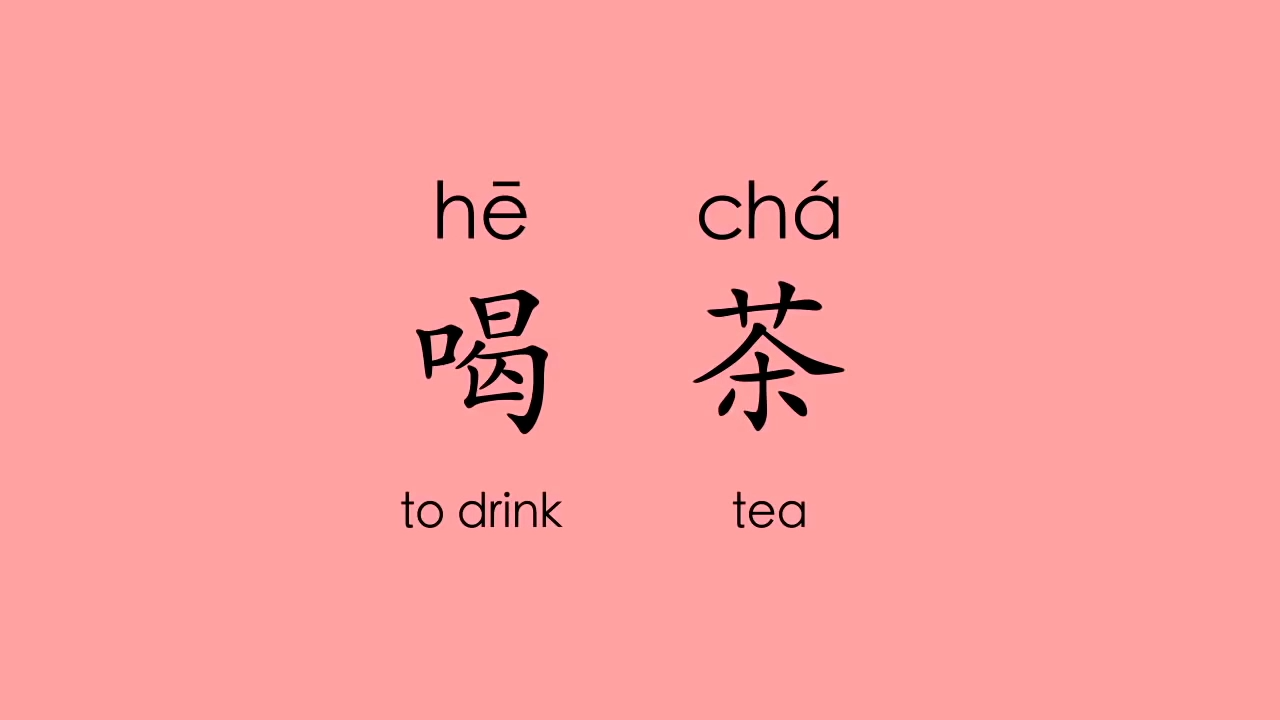 hē chá
喝 茶
to drink tea